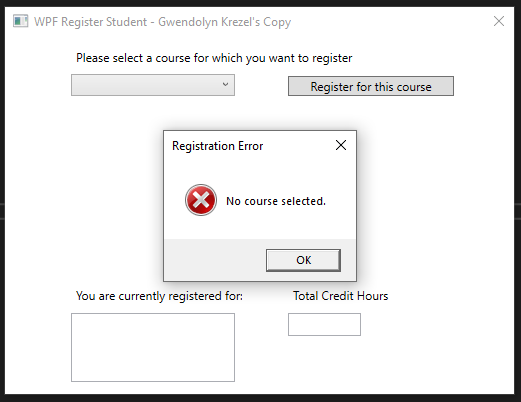 WPF Register Student - Gwendolyn Krezel's Copy
Please select a course for which you want to register
Register for this course
Registration Error
No course selected.
OK
You are currently registered for:
Total Credit Hours